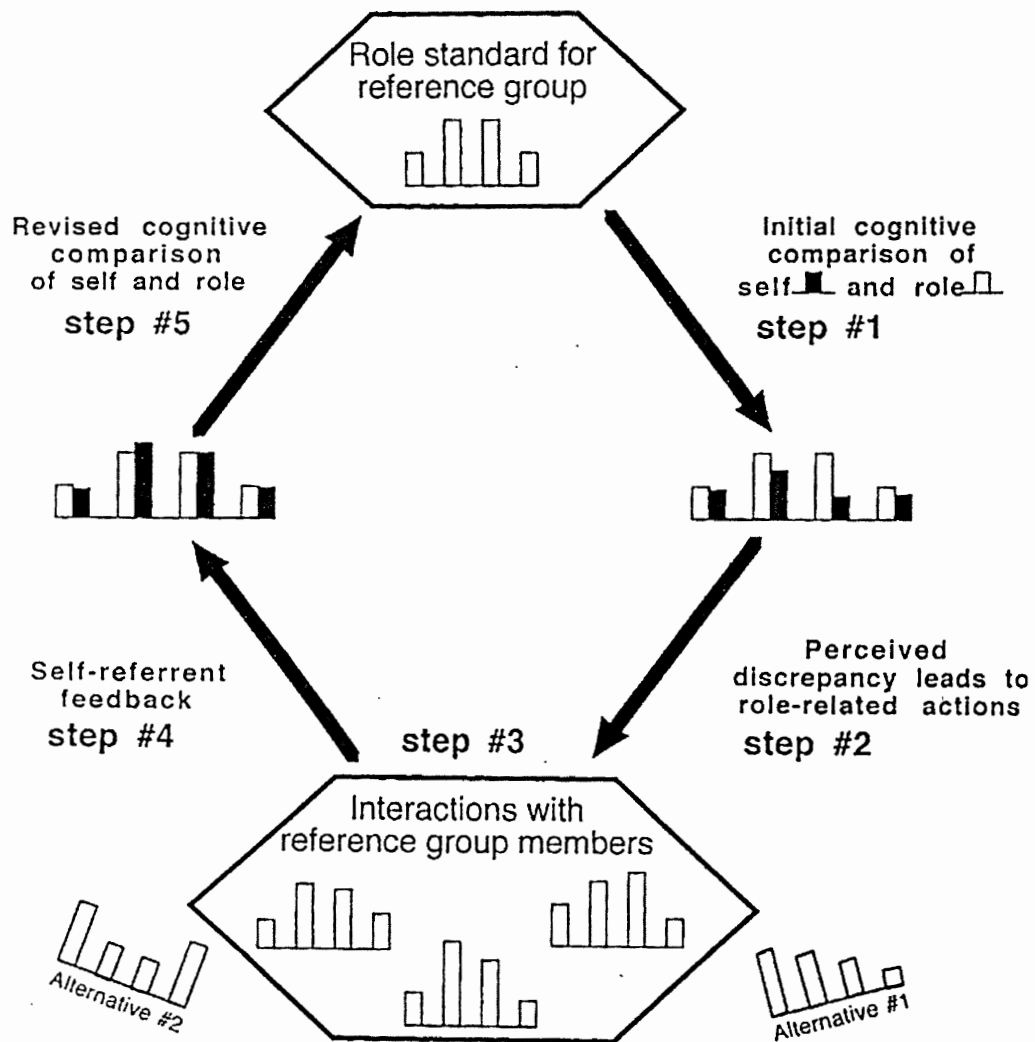 Role standard for
reference group
Revised cognitive
comparison
of self and role
step #5
Initial cognitive
comparison of
self and role
step #1
Self-referrent
feedback
step #4
Perceived
discrepancy leads to
role-related actions
step #2
step #3
Interactions with
reference group members
Alternative #2
Alternative #1